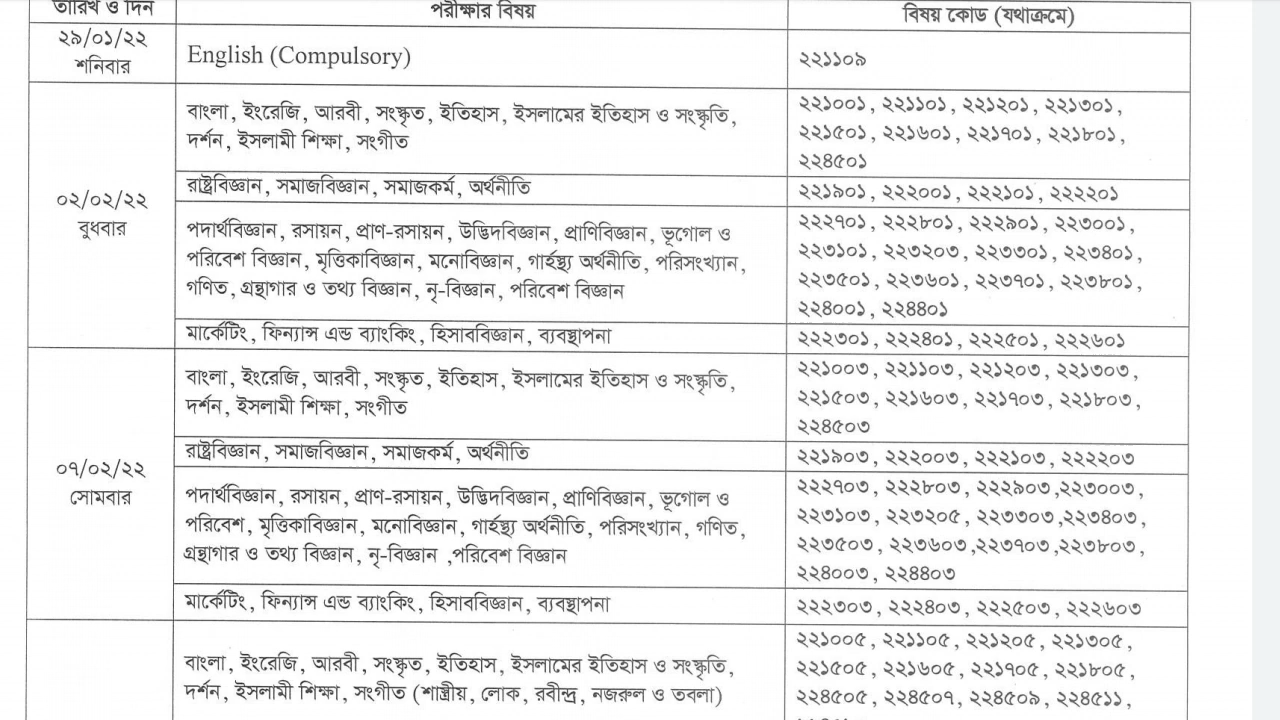 তারিখ ও দিন
পরীক্ষার বিষয়
বিষয় কোড (যথাক্রমে)
২৯/০১/২২
শনিবার
English (Compulsory)
২২১১০৯
০২/০২/২২
বুধবার
বাংলা, ইংরেজি, আরবী, সংস্কৃত, ইতিহাস, ইসলামের ইতিহাস ও সংস্কৃতি,
দর্শন, ইসলামী শিক্ষা, সংগীত
২২১০০১, ২২১১০১, ২২১২০১, ২২১৩০১,
২২১৫০১, ২২১৬০১, ২২১৭০১, ২২১৮০১,
২২৪৫০১
রাষ্ট্রবিজ্ঞান, সমাজবিজ্ঞান, সমাজকর্ম, অর্থনীতি
২২১৯০১, ২২২০০১, ২২২১০১, ২২২২০১
পদার্থবিজ্ঞান, রসায়ন, প্রাণ-রসায়ন, উদ্ভিদবিজ্ঞান, প্রাণিবিজ্ঞান, ভূগোল ও
পরিবেশ বিজ্ঞান, মৃত্তিকাবিজ্ঞান, মনোবিজ্ঞান, গার্হস্থ্য অর্থনীতি, পরিসংখ্যান,
গণিত, গ্রন্থাগার ও তথ্য বিজ্ঞান, নৃ-বিজ্ঞান, পরিবেশ বিজ্ঞান
২২২৭০১, ২২২৮০১, ২২২৯০১, ২২৩০০১,
২২৩১০১, ২২৩২০৩, ২২৩৩০১, ২২৩৪০১,
২২৩৫০১, ২২৩৬০১, ২২৩৭০১, ২২৩৮০১,
২২৪০০১, ২২৪৪০১
মার্কেটিং, ফিন্যান্স এন্ড ব্যাংকিং, হিসাববিজ্ঞান, ব্যবস্থাপনা
২২২৩০১, ২২২৪০১, ২২২৫০১, ২২২৬০১
০৭/০২/২২
সোমবার
বাংলা, ইংরেজি, আরবী, সংস্কৃত, ইতিহাস, ইসলামের ইতিহাস ও সংস্কৃতি,
দর্শন, ইসলামী শিক্ষা, সংগীত
২২১০০৩, ২২১১০৩, ২২১২০৩, ২২১৩০৩,
২২১৫০৩, ২২১৬০৩, ২২১৭০৩, ২২১৮০৩,
২২৪৫০৩
রাষ্ট্রবিজ্ঞান, সমাজবিজ্ঞান, সমাজকর্ম, অর্থনীতি
২২১৯০৩, ২২২০০৩, ২২২১০৩, ২২২২০৩
পদার্থবিজ্ঞান, রসায়ন, প্রাণ-রসায়ন, উদ্ভিদবিজ্ঞান, প্রাণিবিজ্ঞান, ভূগোল ও
পরিবেশ, মৃত্তিকাবিজ্ঞান, মনোবিজ্ঞান, গার্হস্থ্য অর্থনীতি, পরিসংখ্যান, গণিত,
গ্রন্থাগার ও তথ্য বিজ্ঞান, নৃ-বিজ্ঞান ,পরিবেশ বিজ্ঞান
২২২৭০৩, ২২২৮০৩, ২২২৯০৩ ,২২৩০০৩,
২২৩১০৩, ২২৩২০৫, ২২৩৩০৩ ,২২৩৪০৩,
২২৩৫০৩, ২২৩৬০৩ ,২২৩৭০৩ ,২২৩৮০৩,
২২৪০০৩, ২২৪৪০৩
মার্কেটিং, ফিন্যান্স এন্ড ব্যাংকিং, হিসাববিজ্ঞান, ব্যবস্থাপনা
২২২৩০৩, ২২২৪০৩, ২২২৫০৩, ২২২৬০৩
বাংলা, ইংরেজি, আরবী, সংস্কৃত, ইতিহাস, ইসলামের ইতিহাস ও সংস্কৃতি,
দর্শন, ইসলামী শিক্ষা, সংগীত (শাস্ত্রীয়, লোক, রবীন্দ্র, নজরুল ও তবলা)
২২১০০৫, ২২১১০৫, ২২১২০৫, ২২১৩০৫,
২২১৫০৫, ২২১৬০৫, ২২১৭০৫, ২২১৮০৫,
২২৪৫০৫, ২২৪৫০৭, ২২৪৫০৯, ২২৪৫১১,